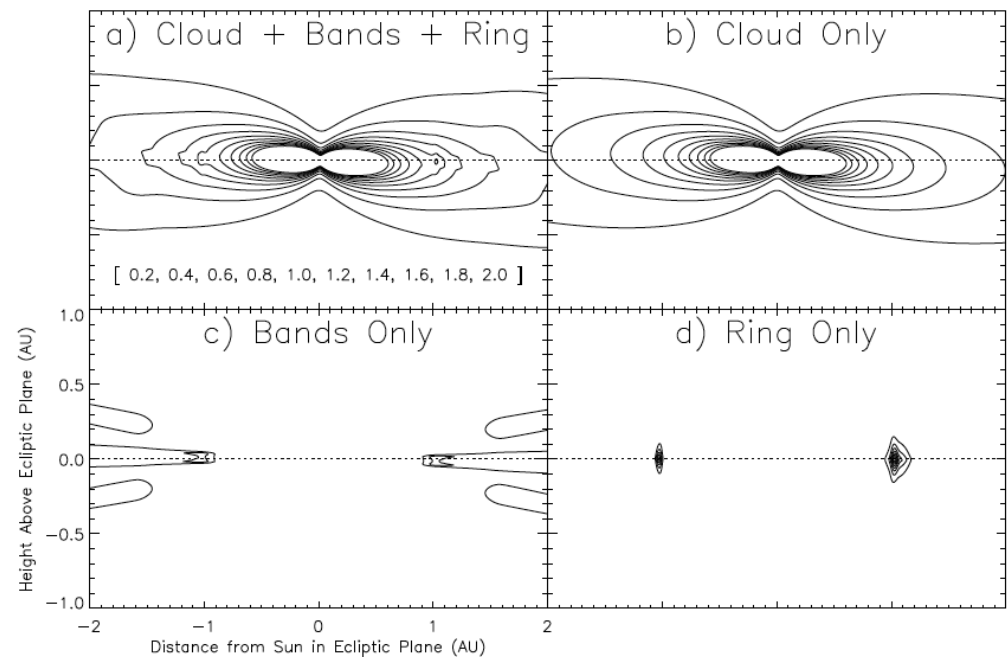 a) Cloud + Bands + Ring
b) Cloud Only
[ 0.2, 0.4, 0.6, 0.8, 1.0, 1.2, 1.4, 1.6, 1.8, 2.0 ]
c) Bands Only
d) Ring Only
Height Above Ecliptic Plane (AU)
1.0
0.5
0.0
-0.5
-1.0
-2
-1
0
1
2
Distance from Sun in Ecliptic Plane (AU)